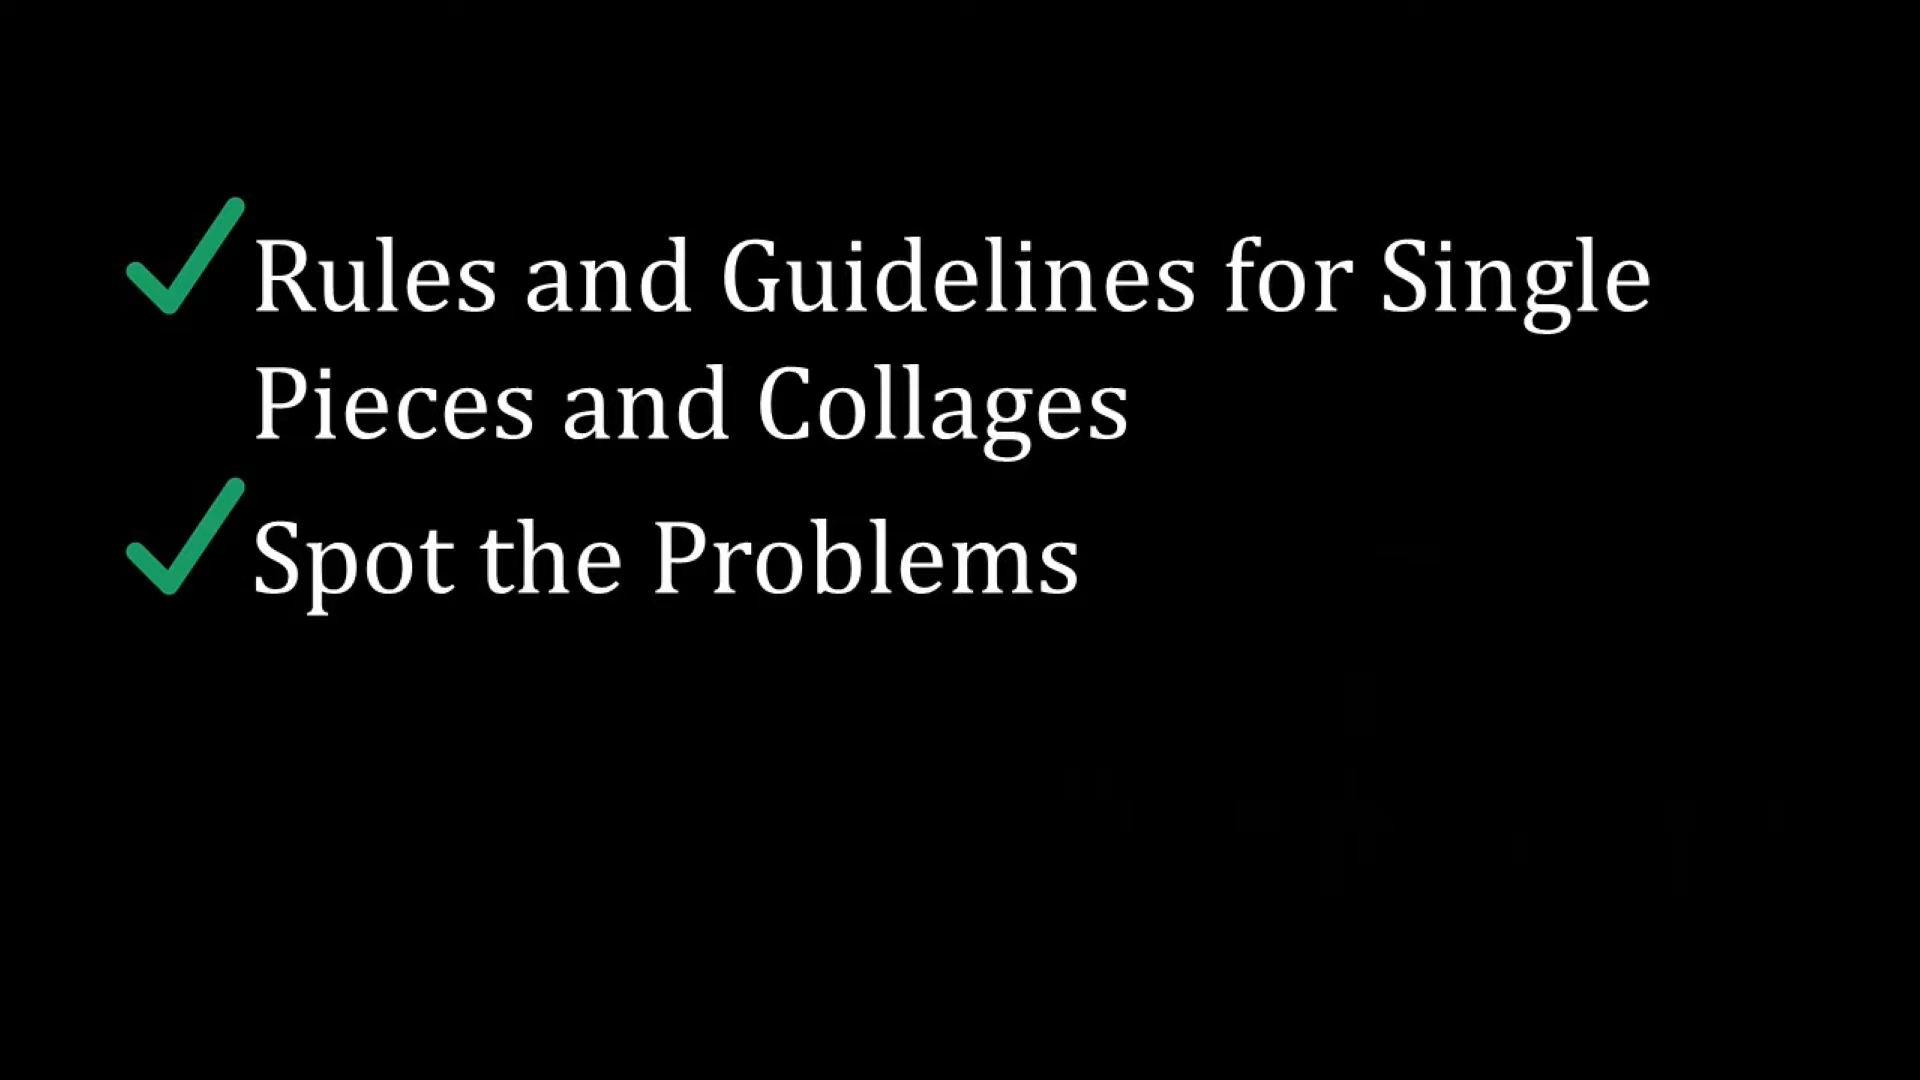 Rules and Guidelines for Single
Pieces and Collages
Spot the Problems